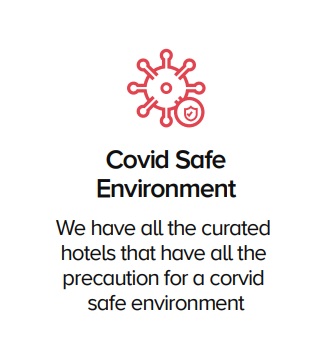 Covid Safe
Environment
We have all the curated
hotels that have all the
precaution for a corvid
safe environment